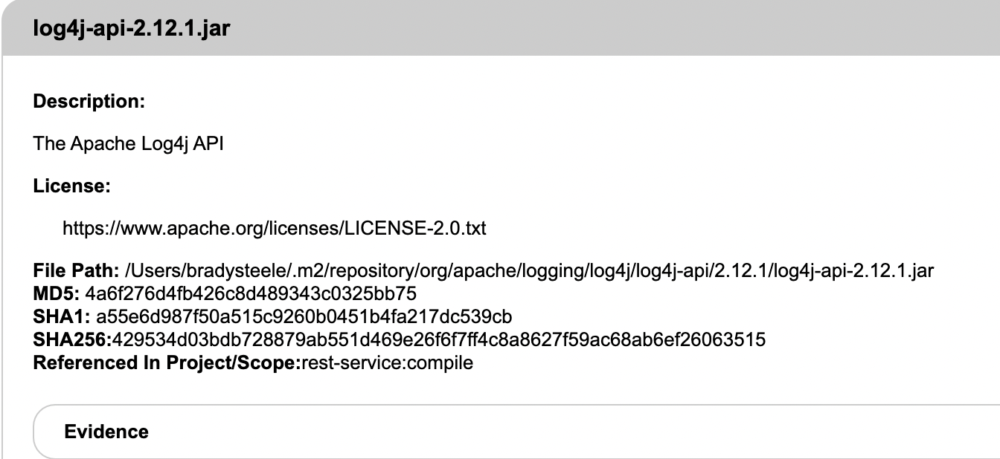 log4j-api-2.12.1.jar
Description:
The Apache Log4j API
License:
https://www.apache.org/licenses/LICENSE-2.0.txt
File Path: /Users/bradysteele/.m2/repository/org/apache/logging/log4j/log4j-api/2.12.1/log4j-api-2.12.1.jar
MD5: 4a6f276d4fb426c8d489343c0325bb75
SHA1: a55e6d987f50a515c9260b0451b4fa217dc539cb
SHA256:429534d03bdb728879ab551d469e26f6f7ff4c8a8627f59ac68ab6ef26063515
Referenced In Project/Scope:rest-service:compile
Evidence